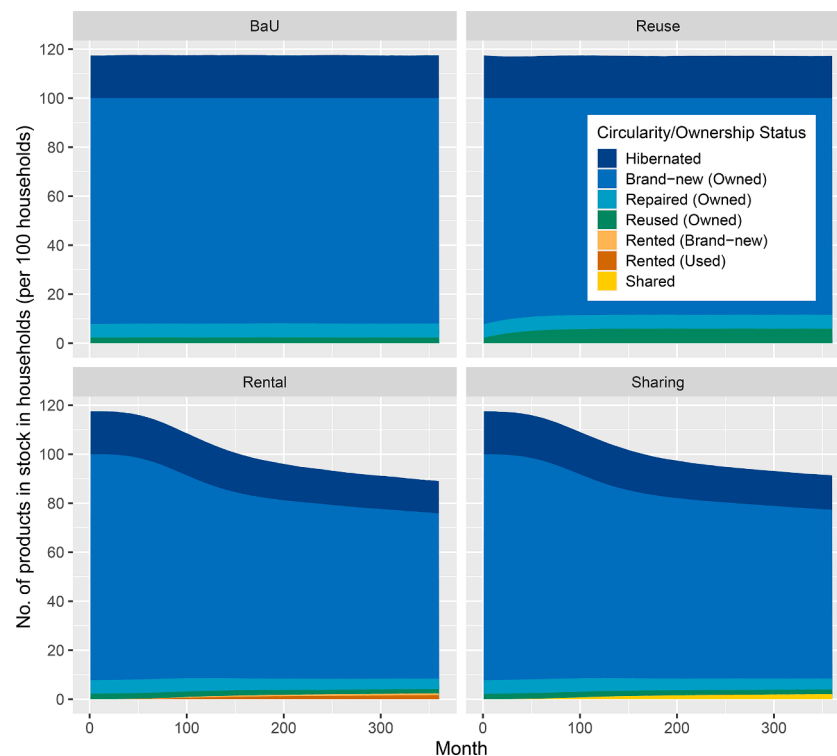 BaU
Reuse
No. of products in stock in households (per 100 households)
120
100
80
60
40
20
0
Circularity/Ownership Status
Hibernated
Brand−new (Owned)
Repaired (Owned)
Reused (Owned)
Rented (Brand−new)
Rented (Used)
Shared
Rental
Sharing
120
100
80
60
40
20
0
0 100 200 300
0 100 200 300
Month